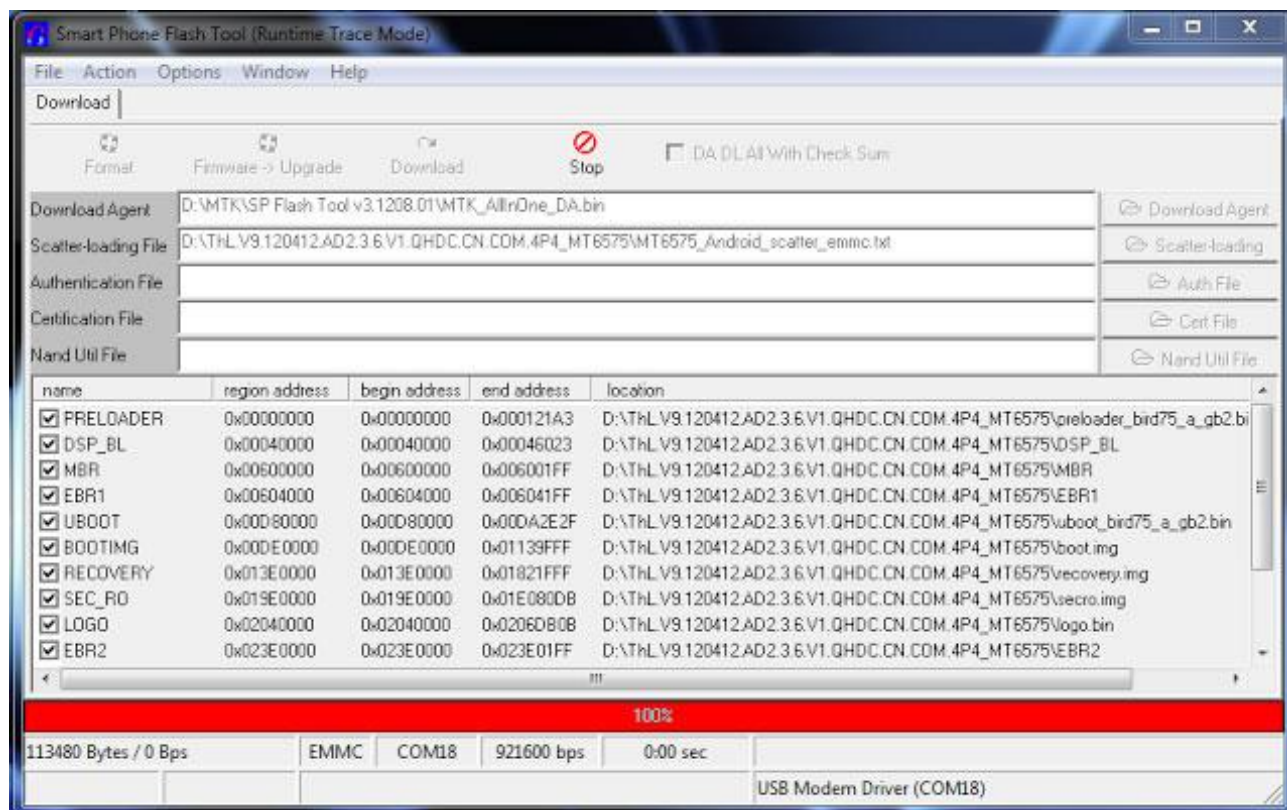 Smart Phone Flash Tool (Runtime Trace Mode)
File Action Options Window Help
Download
Format Firmware -> Upgrade Download Stop DA DL All With Check Sum
Download Agent D:\MTK\SP Flash Tool v3.1208.01\MTK_AllInOne_DA.bin Download Agent
Scatter-loading File D:\ThL.V9.120412.AD2.3.6.V1.QHDC.CN.COM.4P4_MT6575\MT6575_Android_scatter_emmc.txt Scatter-loading
Authentication File Auth File
Certification File Cert File
Nand Util File Nand Util File
name region address begin address end address location
PRELOADER 0x00000000 0x00000000 0x000121A3 D:\ThL.V9.120412.AD2.3.6.V1.QHDC.CN.COM.4P4_MT6575\preloader_bird75_a_gb2.bi
DSP_BL 0x00040000 0x00040000 0x00046023 D:\ThL.V9.120412.AD2.3.6.V1.QHDC.CN.COM.4P4_MT6575\DSP_BL
MBR 0x00600000 0x00600000 0x006001FF D:\ThL.V9.120412.AD2.3.6.V1.QHDC.CN.COM.4P4_MT6575\MBR
EBR1 0x00604000 0x00604000 0x006041FF D:\ThL.V9.120412.AD2.3.6.V1.QHDC.CN.COM.4P4_MT6575\EBR1
UBOOT 0x00D80000 0x00D80000 0x00DA2E2F D:\ThL.V9.120412.AD2.3.6.V1.QHDC.CN.COM.4P4_MT6575\uboot_bird75_a_gb2.bin
BOOTIMG 0x00DE0000 0x00DE0000 0x01139FFF D:\ThL.V9.120412.AD2.3.6.V1.QHDC.CN.COM.4P4_MT6575\boot.img
RECOVERY 0x013E0000 0x013E0000 0x01821FFF D:\ThL.V9.120412.AD2.3.6.V1.QHDC.CN.COM.4P4_MT6575\recovery.img
SEC_RO 0x019E0000 0x019E0000 0x01E080DB D:\ThL.V9.120412.AD2.3.6.V1.QHDC.CN.COM.4P4_MT6575\secro.img
LOGO 0x02040000 0x02040000 0x0206DB0B D:\ThL.V9.120412.AD2.3.6.V1.QHDC.CN.COM.4P4_MT6575\logo.bin
EBR2 0x023E0000 0x023E0000 0x023E01FF D:\ThL.V9.120412.AD2.3.6.V1.QHDC.CN.COM.4P4_MT6575\EBR2
100%
113480 Bytes / 0 Bps EMMC COM18 921600 bps 0:00 sec
USB Modem Driver (COM18)